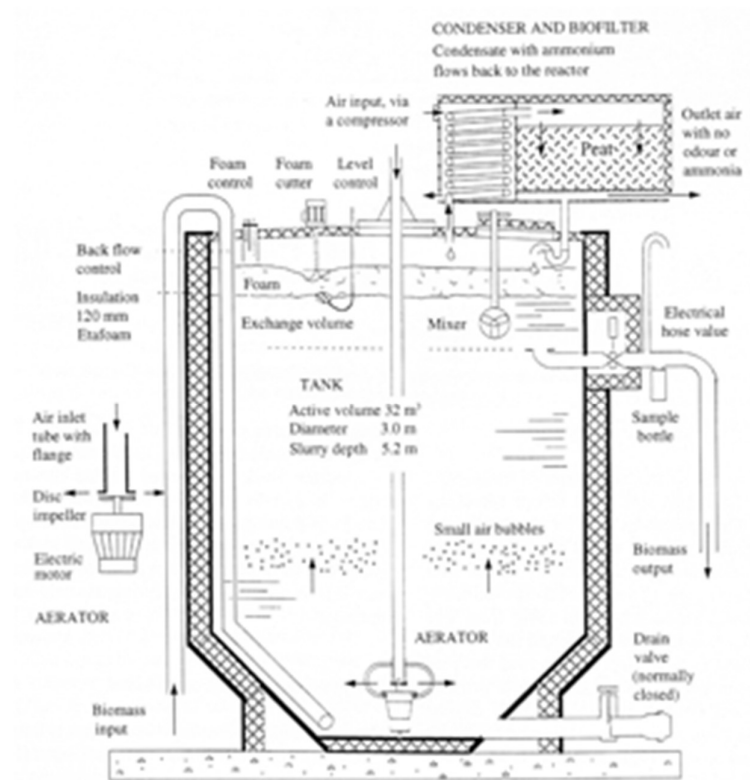 CONDENSER AND BIOFILTER
Condensate with ammonium
flows back to the reactor
Air input, via
a compressor
Outlet air
with no
odour or
ammonia
Peat
Foam
control
Foam
cutter
Level
control
Back flow
control
Foam
Insulation
120 mm
Etafoam
Exchange volume
Mixer
Electrical
hose value
TANK
Active volume 32 m³
Diameter 3.0 m
Slurry depth 5.2 m
Air inlet
tube with
flange
Sample
bottle
Disc
impeller
Small air bubbles
Electric
motor
Biomass
output
AERATOR
AERATOR
Drain
valve
(normally
closed)
Biomass
input